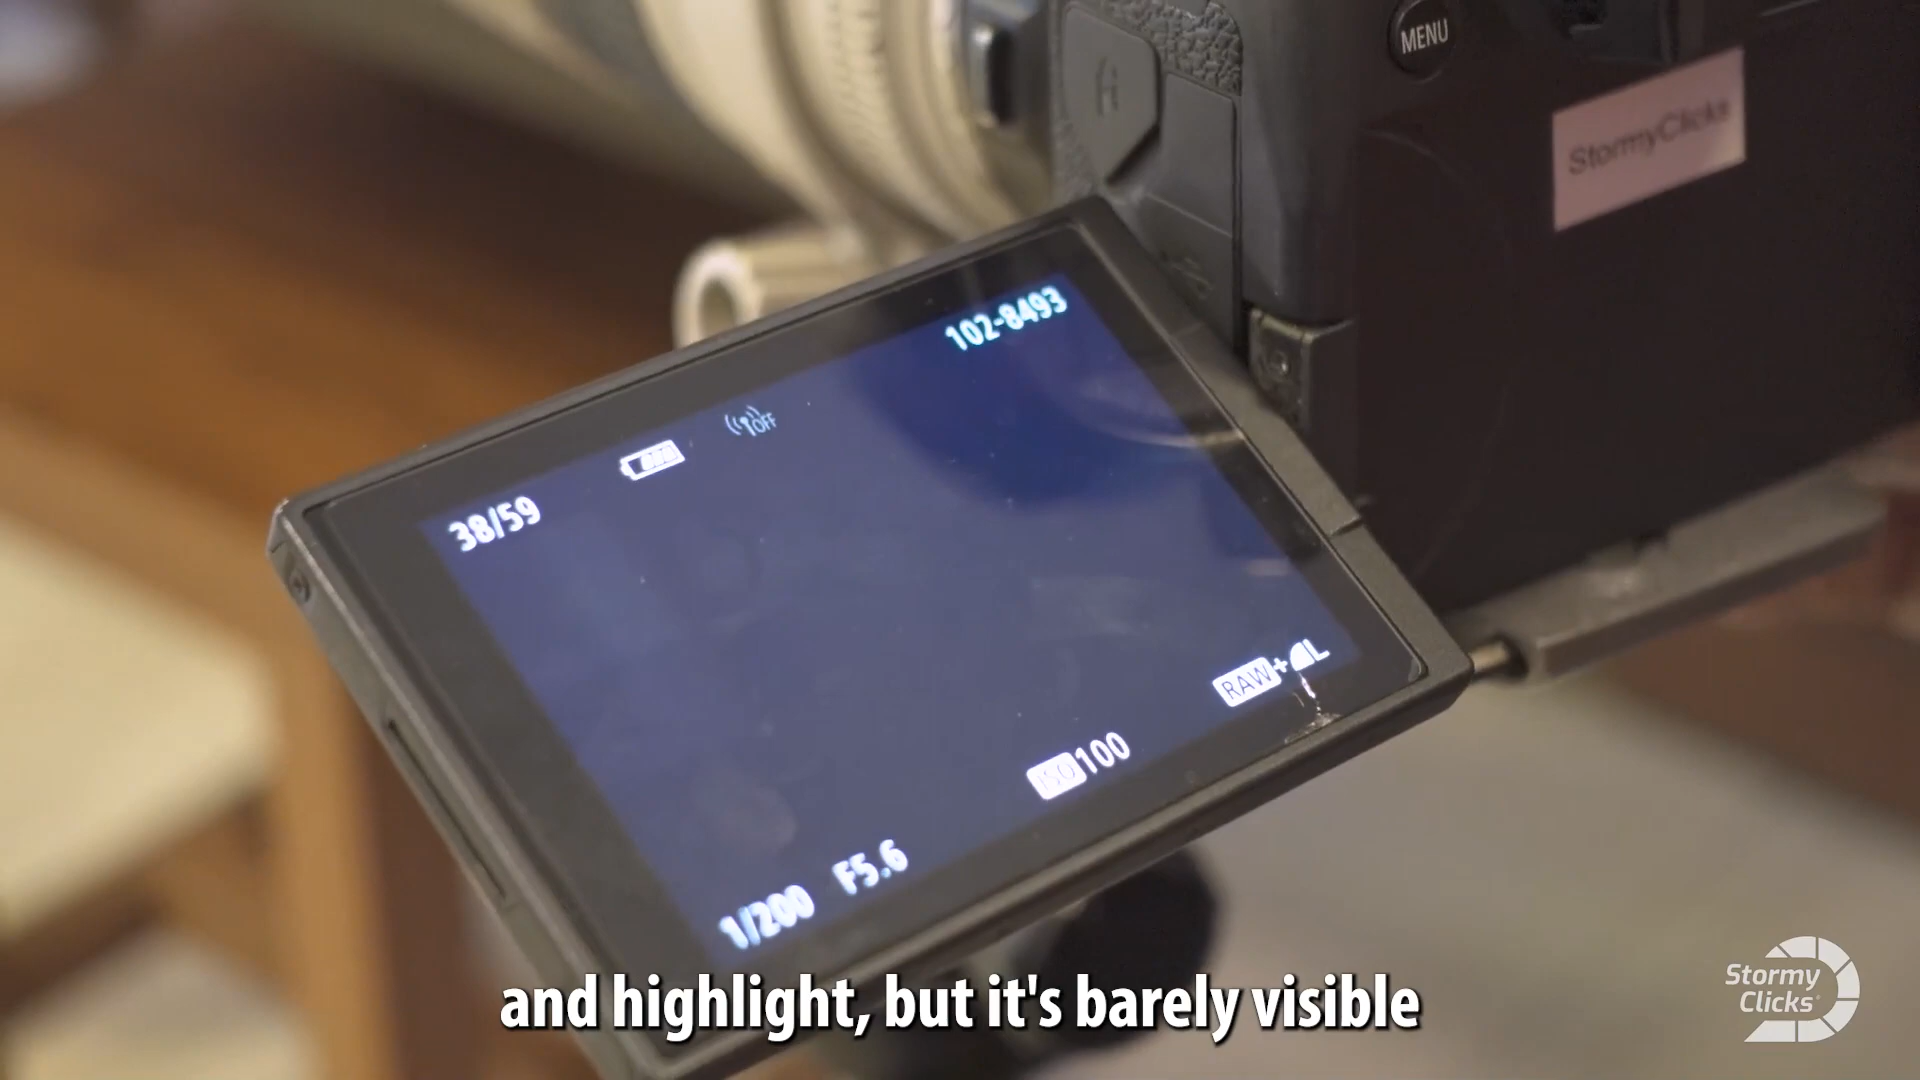 MENU
StormyClicks
102-8493
OFF
38/59
RAW+L
ISO100
1/200 F5.6
and highlight, but it's barely visible
Stormy
Clicks